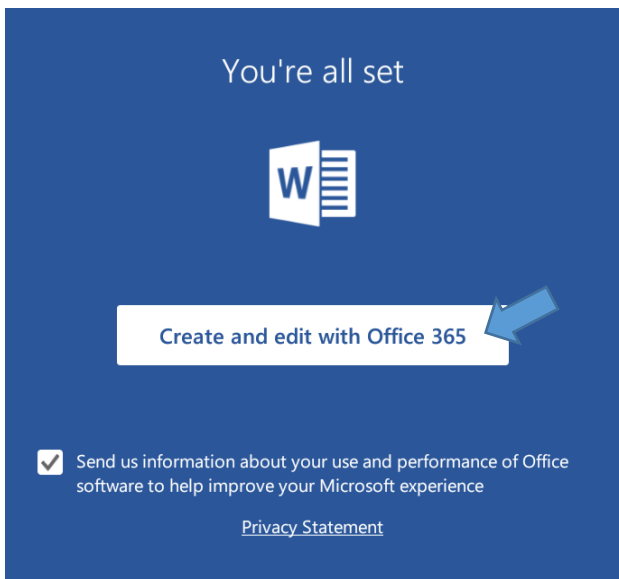 You're all set
W
Create and edit with Office 365
Send us information about your use and performance of Office
software to help improve your Microsoft experience
Privacy Statement